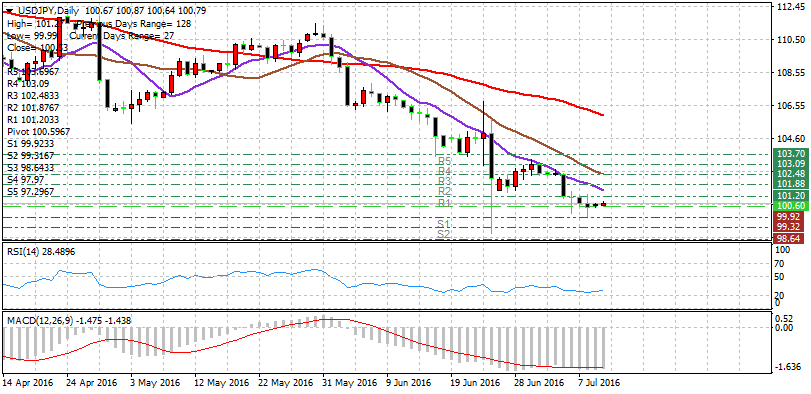 USDJPY,Daily 100.67 100.87 100.64 100.79
Previous Days Range= 128
Low= 99.99 Current Days Range= 27
R5 103.6967
R4 103.09
R3 102.4833
R2 101.8767
R1 101.2033
Pivot 100.5967
S1 99.9233
S2 99.3167
S3 98.6433
S4 97.97
S5 97.2967
R5
R4
R3
R2
R1
S1
S2
112.45
110.50
108.55
106.55
104.60
103.70
103.09
102.48
101.88
101.20
100.60
99.92
99.32
98.64
RSI(14) 28.4896
100
70
50
20
0
MACD(12,26,9) -1.475 -1.438
0.52
0.00
-1.636
14 Apr 2016 24 Apr 2016 3 May 2016 12 May 2016 22 May 2016 31 May 2016 9 Jun 2016 19 Jun 2016 28 Jun 2016 7 Jul 2016